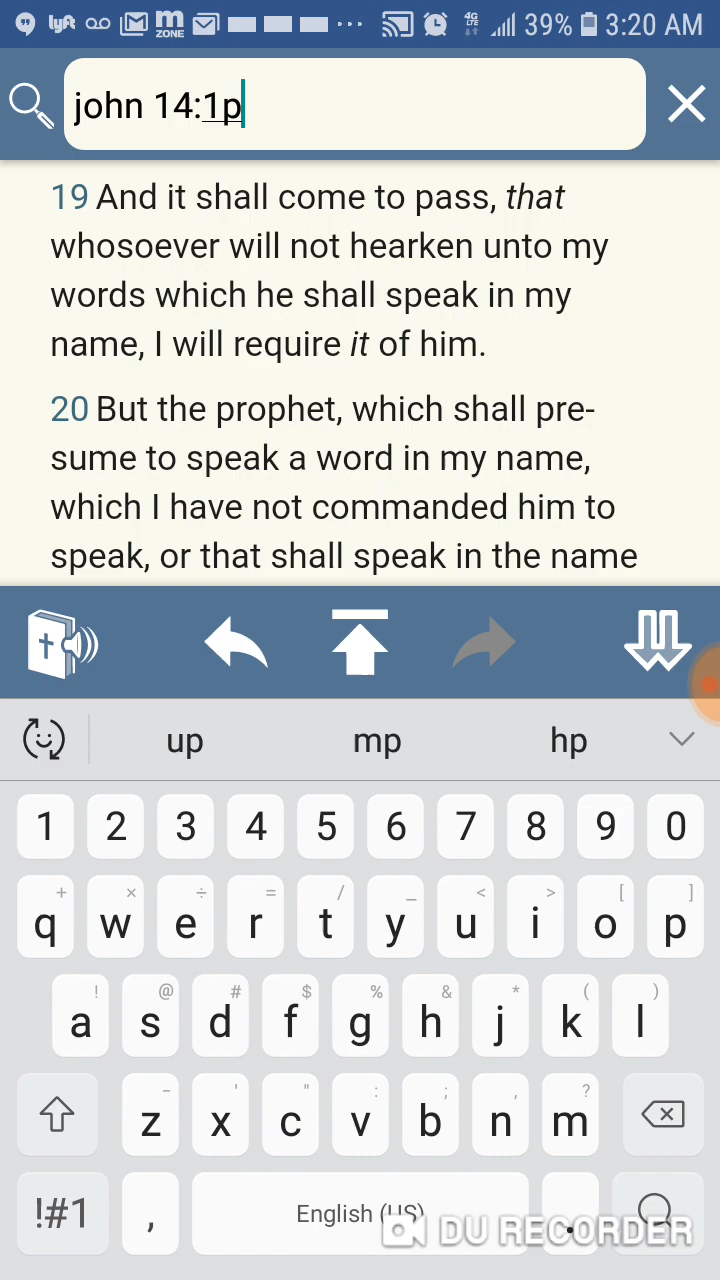 lyft M ZONE 4G LTE 39% 3:20 AM
john 14:1p
19 And it shall come to pass, that
whosoever will not hearken unto my
words which he shall speak in my
name, I will require it of him.
20 But the prophet, which shall pre-
sume to speak a word in my name,
which I have not commanded him to
speak, or that shall speak in the name
up mp hp
1 2 3 4 5 6 7 8 9 0
+ × ÷ = / _ < > [ ]
q w e r t y u i o p
! @ # $ % & * ( )
a s d f g h j k l
- ' " : ; , ?
z x c v b n m
!#1 , English (US) .
DU RECORDER